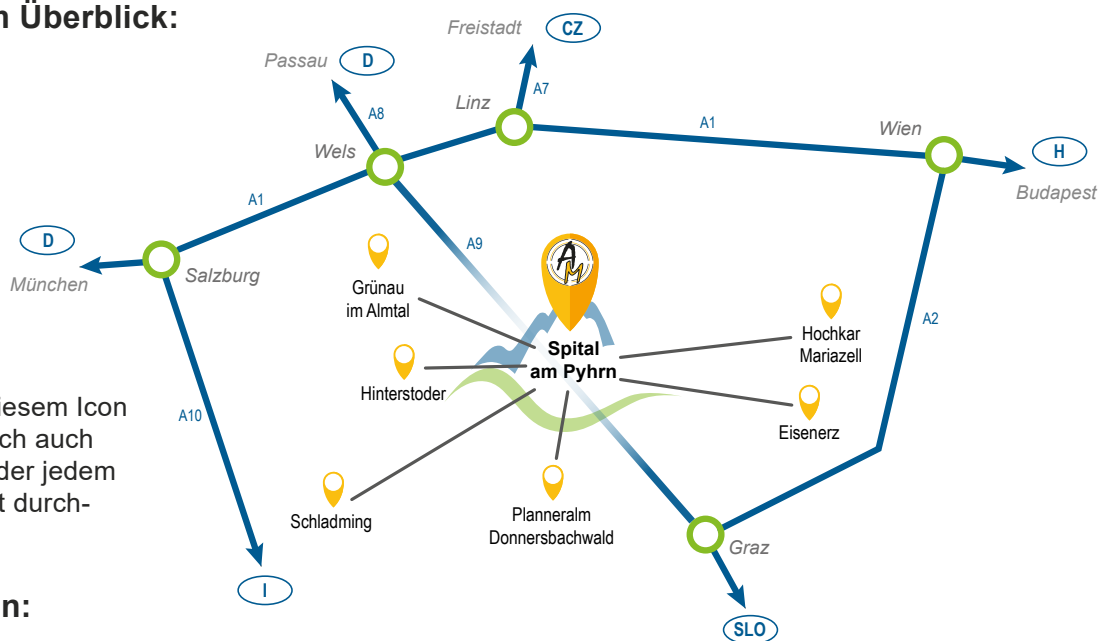 n Überblick:
Freistadt
CZ
Passau
D
A7
Linz
A8
A1
Wien
Wels
H
Budapest
A1
D
A9
AM
München
Salzburg
Grünau
im Almtal
A2
Hochkar
Mariazell
Spital
am Pyhrn
Hinterstoder
iesem Icon
ch auch
der jedem
t durch-
A10
Eisenerz
Schladming
Planneralm
Donnersbachwald
Graz
I
n:
SLO